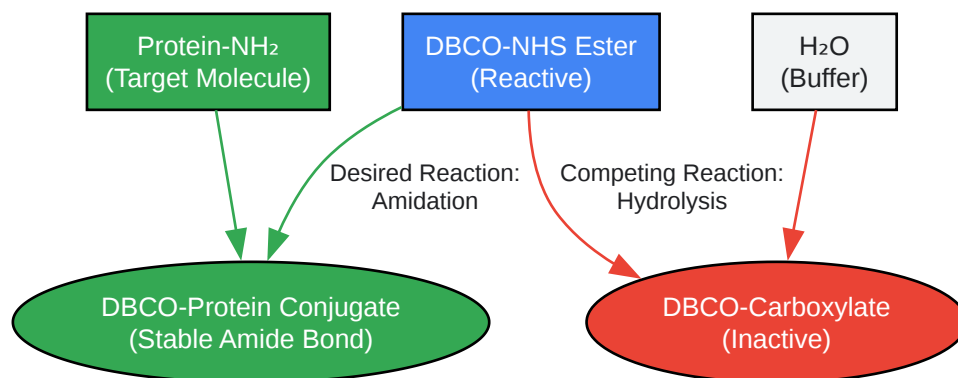 Protein-NH₂
(Target Molecule)
DBCO-NHS Ester
(Reactive)
H₂O
(Buffer)
Desired Reaction:
Amidation
Competing Reaction:
Hydrolysis
DBCO-Protein Conjugate
(Stable Amide Bond)
DBCO-Carboxylate
(Inactive)